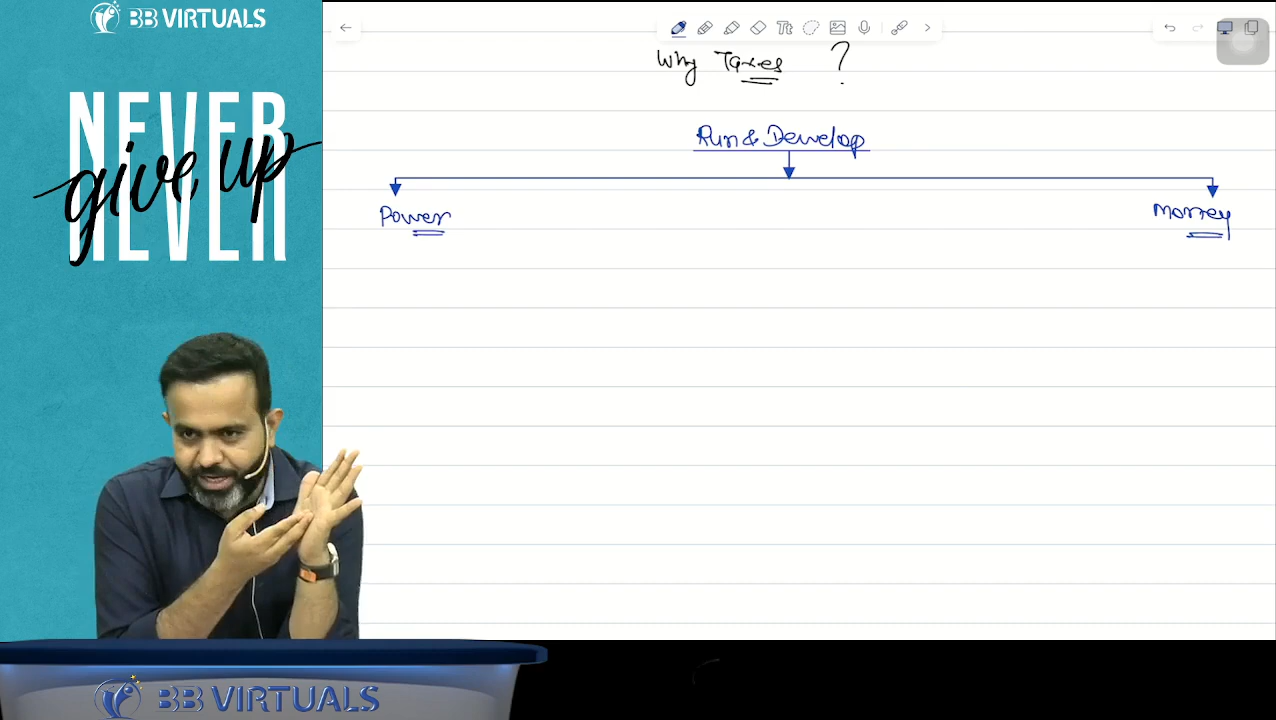 BB VIRTUALS
NEVER
give up
NEVER
Why Taxes ?
Run & Develop
Power
Money
BB VIRTUALS